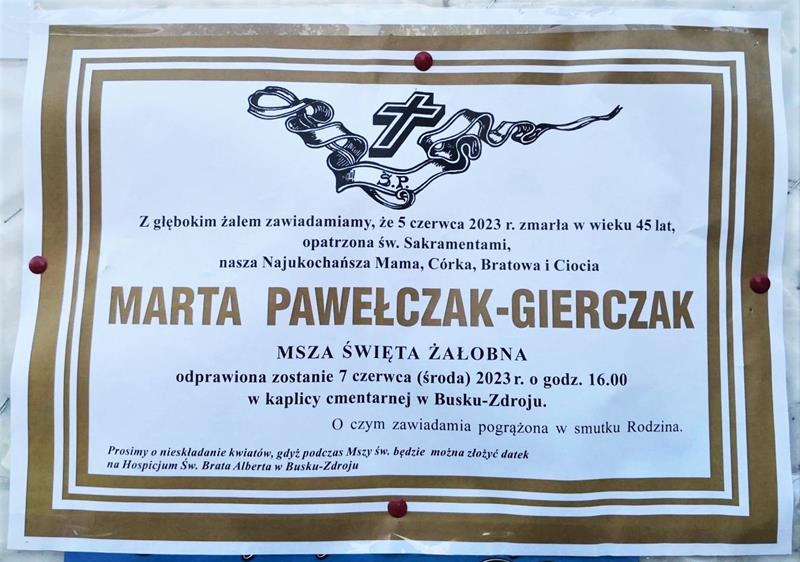 Ś.P.
Z głębokim żalem zawiadamiamy, że 5 czerwca 2023 r. zmarła w wieku 45 lat,
opatrzona św. Sakramentami,
nasza Najukochańsza Mama, Córka, Bratowa i Ciocia
MARTA PAWEŁCZAK-GIERCZAK
MSZA ŚWIĘTA ŻAŁOBNA
odprawiona zostanie 7 czerwca (środa) 2023 r. o godz. 16.00
w kaplicy cmentarnej w Busku-Zdroju.
O czym zawiadamia pogrążona w smutku Rodzina.
Prosimy o nieskładanie kwiatów, gdyż podczas Mszy św. będzie można złożyć datek
na Hospicjum Św. Brata Alberta w Busku-Zdroju